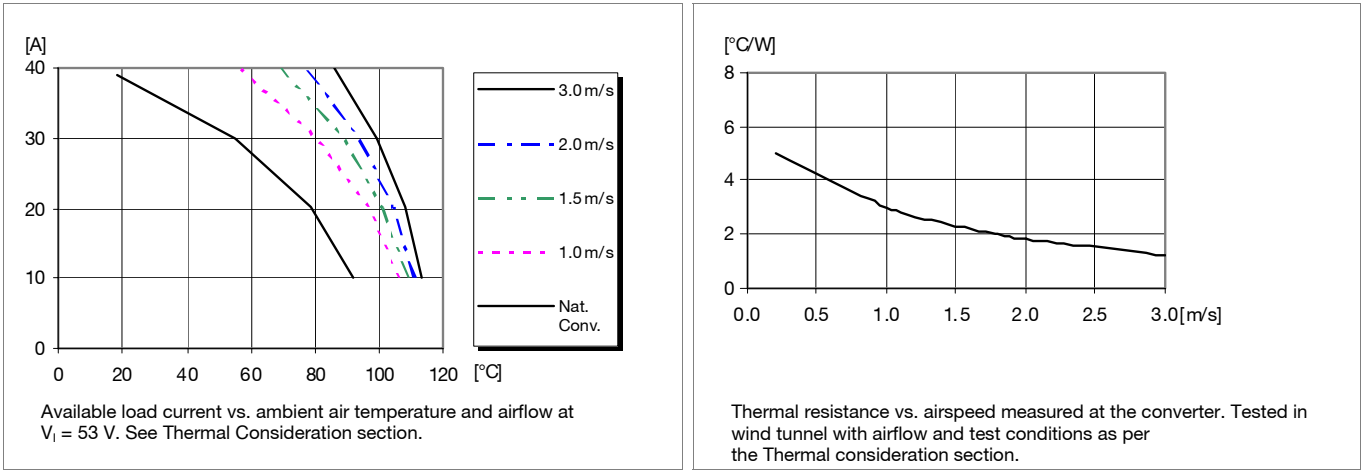 [A]
40
30
20
10
0
0 20 40 60 80 100 120 [°C]
3.0 m/s
2.0 m/s
1.5 m/s
1.0 m/s
Nat.
Conv.
Available load current vs. ambient air temperature and airflow at
VI = 53 V. See Thermal Consideration section.
[°C/W]
8
6
4
2
0
0.0 0.5 1.0 1.5 2.0 2.5 3.0 [m/s]
Thermal resistance vs. airspeed measured at the converter. Tested in
wind tunnel with airflow and test conditions as per
the Thermal consideration section.